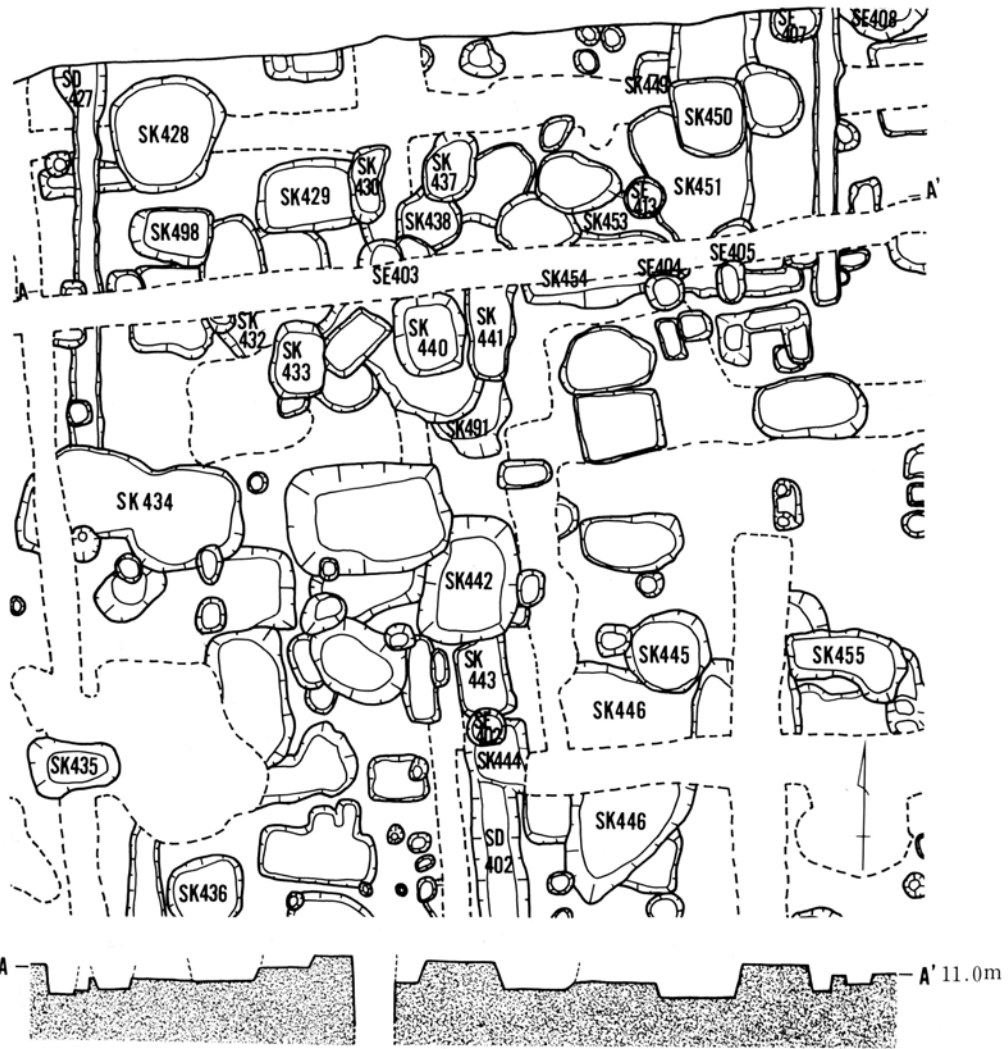 SE
407
SE408
SD
427
SK449
SK428
SK450
SK
430
SK
437
SK429
SE
413
SK451
A'
SK438
SK453
SK498
SE403
SK454
SE404
SE405
A
SK
432
SK
433
SK
440
SK
441
SK491
SK434
SK442
SK445
SK455
SK
443
SK446
SE
402
SK444
SK435
SK446
SD
402
SK436
A
A' 11.0m